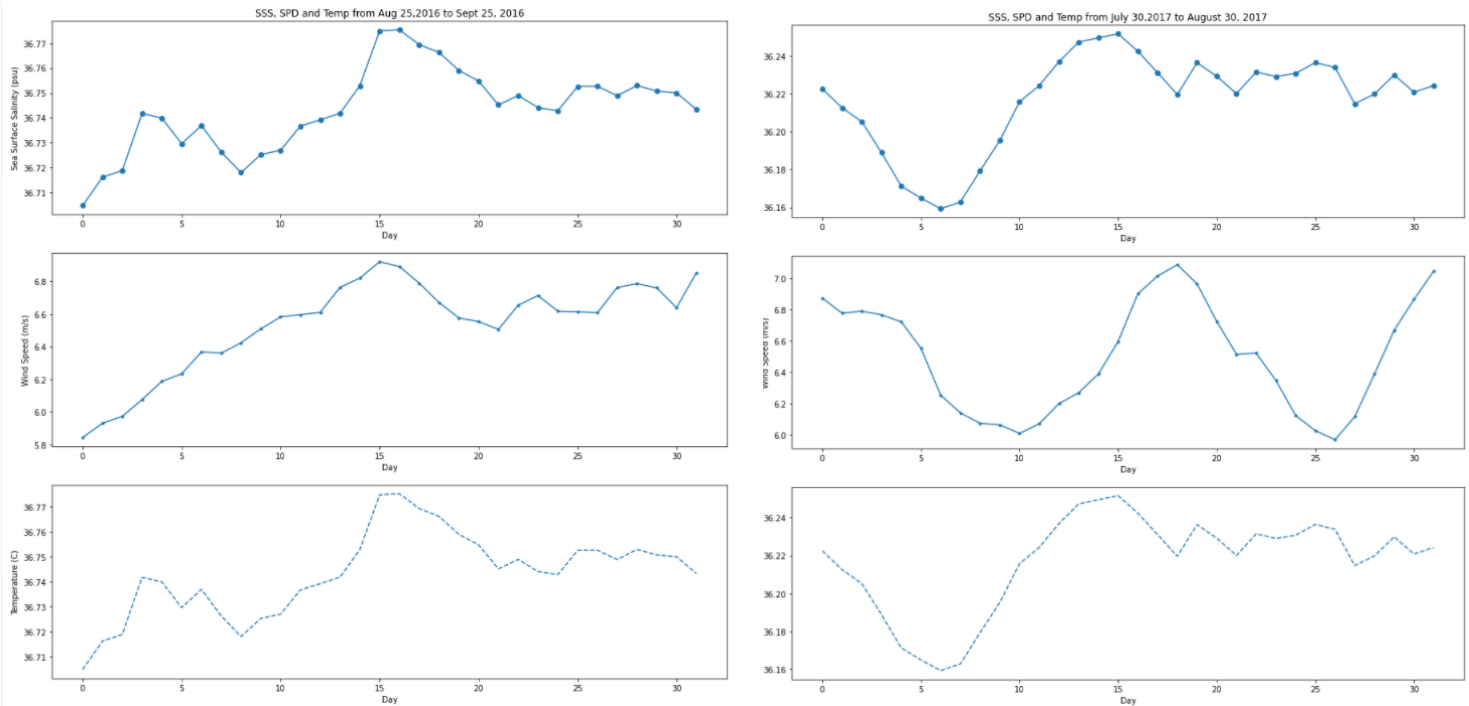 SSS, SPD and Temp from Aug 25,2016 to Sept 25, 2016
Sea Surface Salinity (psu)
36.77
36.76
36.75
36.74
36.73
36.72
36.71
0 5 10 15 20 25 30
Day
Wind Speed (m/s)
6.8
6.6
6.4
6.2
6.0
5.8
0 5 10 15 20 25 30
Day
Temperature (C)
36.77
36.76
36.75
36.74
36.73
36.72
36.71
0 5 10 15 20 25 30
Day
SSS, SPD and Temp from July 30,2017 to August 30, 2017
36.24
36.22
36.20
36.18
36.16
0 5 10 15 20 25 30
Day
Wind Speed (m/s)
7.0
6.8
6.6
6.4
6.2
6.0
0 5 10 15 20 25 30
Day
36.24
36.22
36.20
36.18
36.16
0 5 10 15 20 25 30
Day